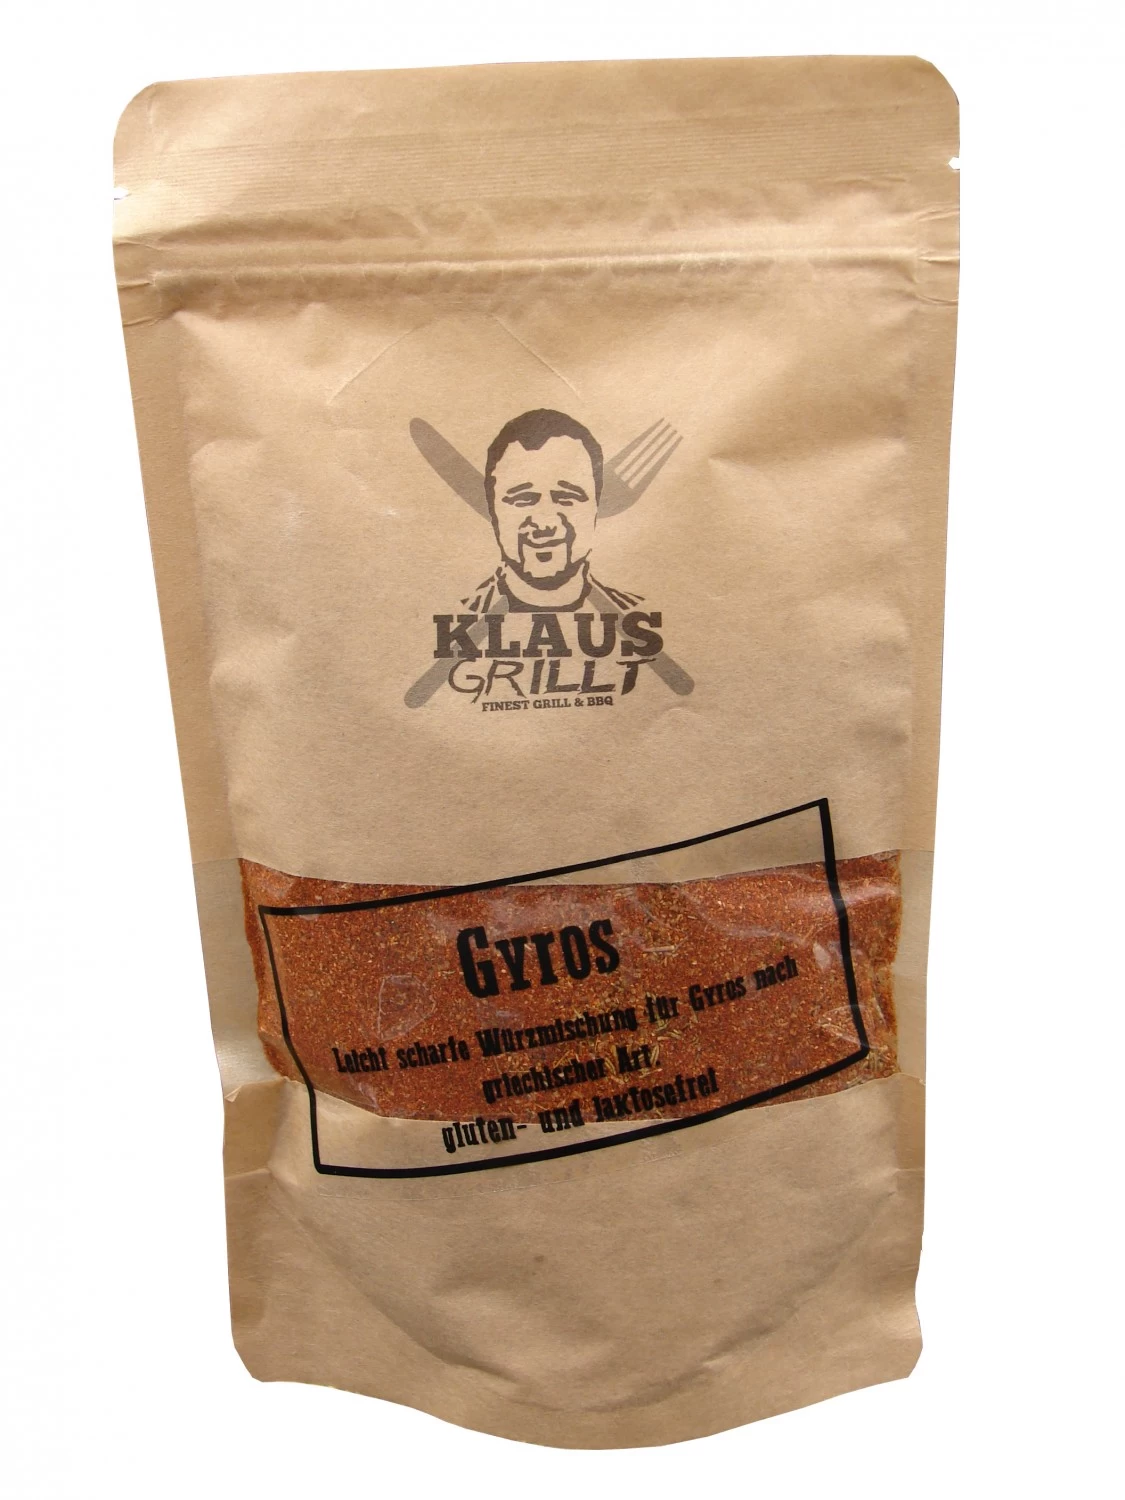 KLAUS
GRILLT
FINEST GRILL & BBQ
Gyros
Leicht scharfe Würzmischung für Gyros nach
griechischer Art.
gluten- und laktosefrei